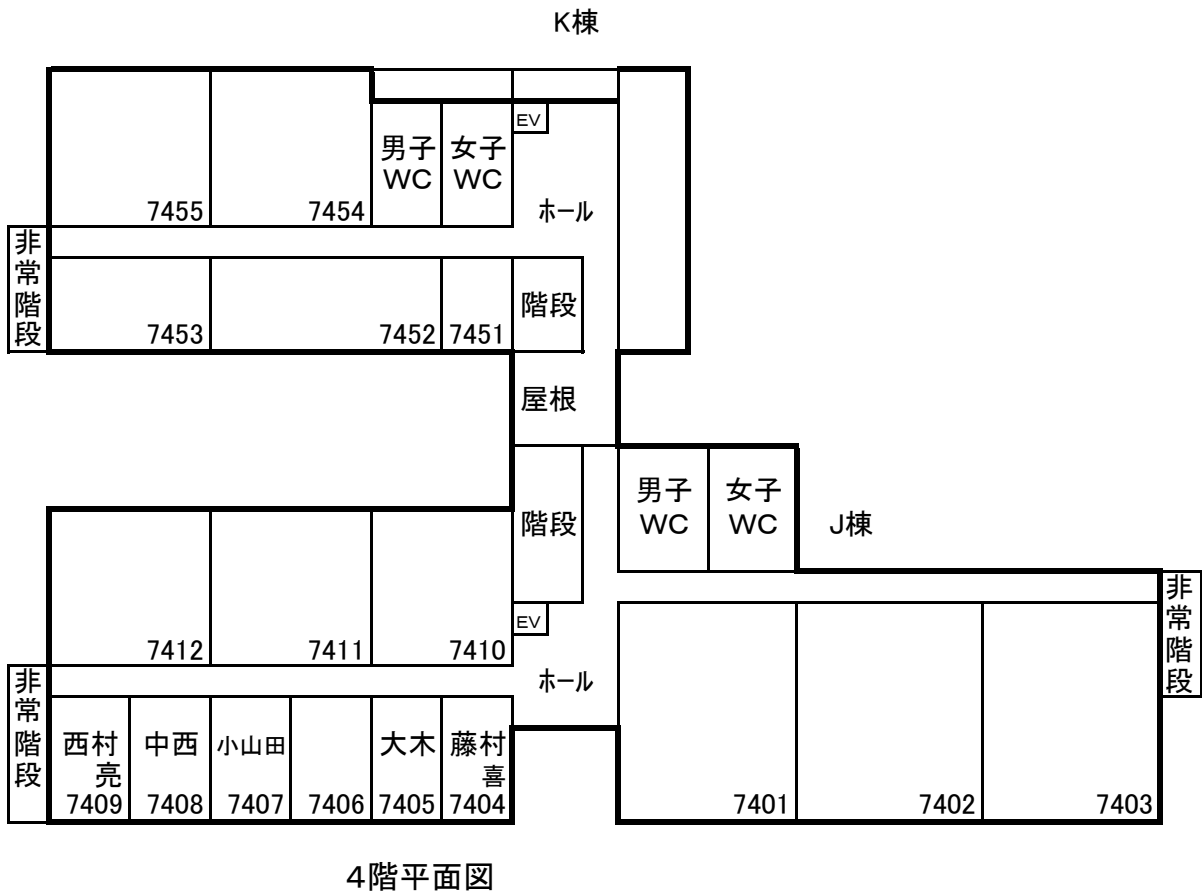 K棟
EV
男子
WC
女子
WC
ホール
7455
7454
非常階段
階段
7453
7452
7451
屋根
階段
男子
WC
女子
WC
J棟
非常階段
EV
7412
7411
7410
ホール
非常階段
西村
亮
7409
中西
7408
小山田
7407
7406
大木
7405
藤村
喜
7404
7401
7402
7403
4階平面図